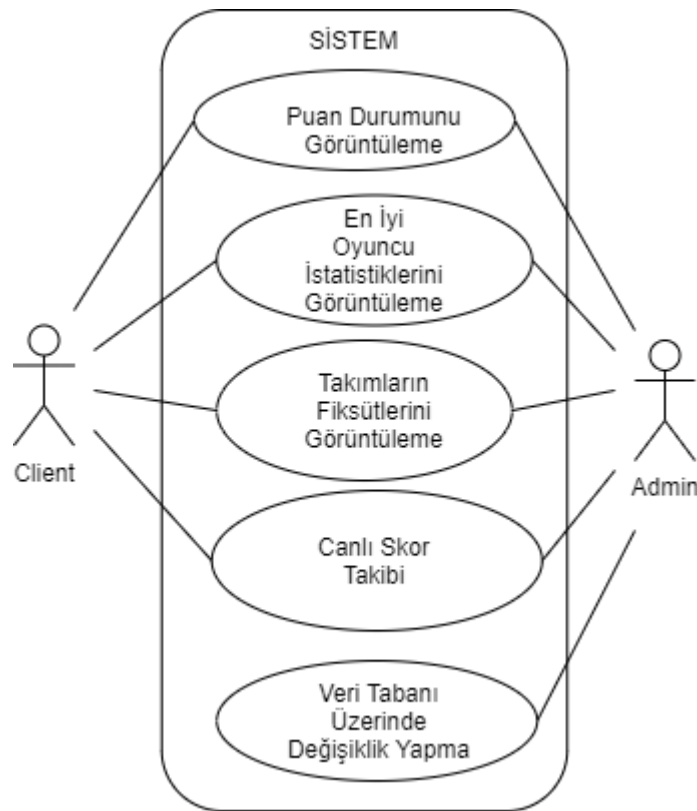 SİSTEM
Puan Durumunu
Görüntüleme
En İyi
Oyuncu
İstatistiklerini
Görüntüleme
Takımların
Fiksütlerini
Görüntüleme
Client
Admin
Canlı Skor
Takibi
Veri Tabanı
Üzerinde
Değişiklik Yapma